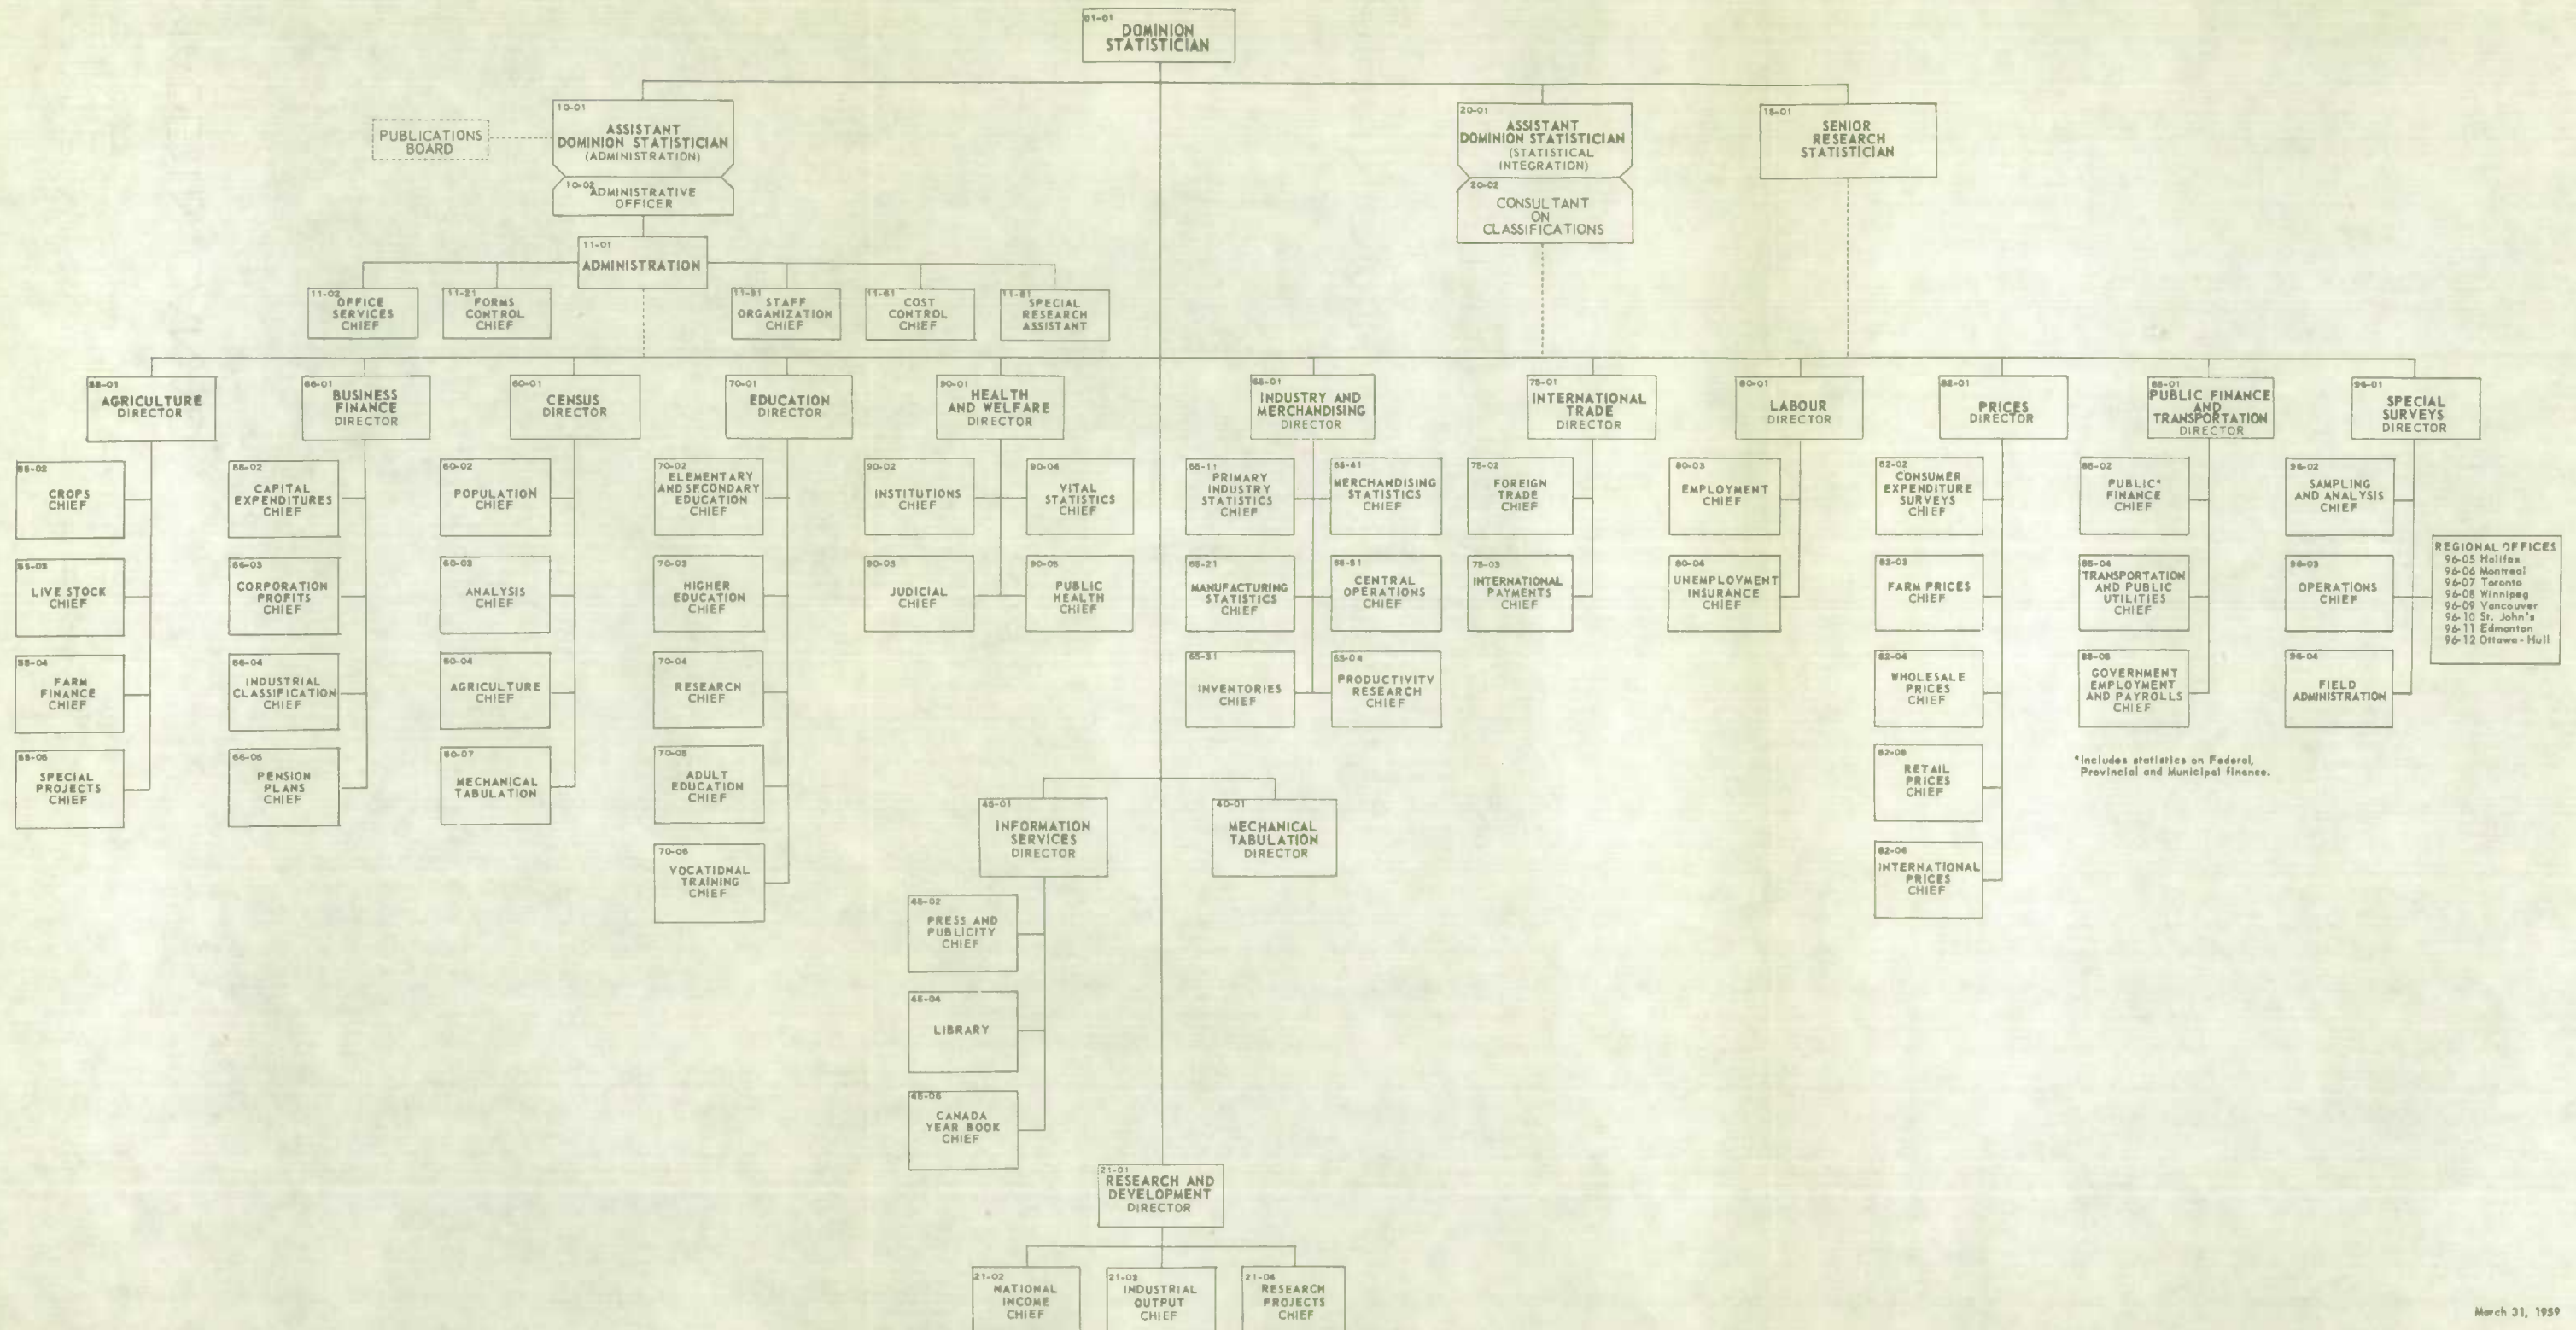 01-01
DOMINION
STATISTICIAN
PUBLICATIONS
BOARD
10-01
ASSISTANT
DOMINION STATISTICIAN
(ADMINISTRATION)
10-02
ADMINISTRATIVE
OFFICER
20-01
ASSISTANT
DOMINION STATISTICIAN
(STATISTICAL
INTEGRATION)
20-02
CONSULTANT
ON
CLASSIFICATIONS
SENIOR
RESEARCH
STATISTICIAN
11-01
ADMINISTRATION
11-02
OFFICE
SERVICES
CHIEF
11-21
FORMS
CONTROL
CHIEF
STAFF
ORGANIZATION
CHIEF
11-61
COST
CONTROL
CHIEF
11-81
SPECIAL
RESEARCH
ASSISTANT
AGRICULTURE
DIRECTOR
BUSINESS
FINANCE
DIRECTOR
CENSUS
DIRECTOR
70-01
EDUCATION
DIRECTOR
90-01
HEALTH
AND WELFARE
DIRECTOR
INDUSTRY AND
MERCHANDISING
DIRECTOR
75-01
INTERNATIONAL
TRADE
DIRECTOR
80-01
LABOUR
DIRECTOR
82-01
PRICES
DIRECTOR
PUBLIC FINANCE
AND
TRANSPORTATION
DIRECTOR
96-01
SPECIAL
SURVEYS
DIRECTOR
CROPS
CHIEF
LIVE STOCK
CHIEF
FARM
FINANCE
CHIEF
SPECIAL
PROJECTS
CHIEF
CAPITAL
EXPENDITURES
CHIEF
CORPORATION
PROFITS
CHIEF
INDUSTRIAL
CLASSIFICATION
CHIEF
PENSION
PLANS
CHIEF
POPULATION
CHIEF
ANALYSIS
CHIEF
AGRICULTURE
CHIEF
MECHANICAL
TABULATION
70-02
ELEMENTARY
AND SECONDARY
EDUCATION
CHIEF
70-03
HIGHER
EDUCATION
CHIEF
70-04
RESEARCH
CHIEF
70-05
ADULT
EDUCATION
CHIEF
70-06
VOCATIONAL
TRAINING
CHIEF
90-02
INSTITUTIONS
CHIEF
90-03
JUDICIAL
CHIEF
90-04
VITAL
STATISTICS
CHIEF
90-05
PUBLIC
HEALTH
CHIEF
PRIMARY
INDUSTRY
STATISTICS
CHIEF
MANUFACTURING
STATISTICS
CHIEF
INVENTORIES
CHIEF
MERCHANDISING
STATISTICS
CHIEF
CENTRAL
OPERATIONS
CHIEF
PRODUCTIVITY
RESEARCH
CHIEF
75-02
FOREIGN
TRADE
CHIEF
75-03
INTERNATIONAL
PAYMENTS
CHIEF
80-03
EMPLOYMENT
CHIEF
80-04
UNEMPLOYMENT
INSURANCE
CHIEF
82-02
CONSUMER
EXPENDITURE
SURVEYS
CHIEF
82-03
FARM PRICES
CHIEF
82-04
WHOLESALE
PRICES
CHIEF
RETAIL
PRICES
CHIEF
82-06
INTERNATIONAL
PRICES
CHIEF
PUBLIC*
FINANCE
CHIEF
TRANSPORTATION
AND PUBLIC
UTILITIES
CHIEF
GOVERNMENT
EMPLOYMENT
AND PAYROLLS
CHIEF
*Includes statistics on Federal,
Provincial and Municipal finance.
96-02
SAMPLING
AND ANALYSIS
CHIEF
96-03
OPERATIONS
CHIEF
96-04
FIELD
ADMINISTRATION
REGIONAL OFFICES
96-05 Halifax
96-06 Montreal
96-07 Toronto
96-08 Winnipeg
96-09 Vancouver
96-10 St. John's
96-11 Edmonton
96-12 Ottawa - Hull
INFORMATION
SERVICES
DIRECTOR
40-01
MECHANICAL
TABULATION
DIRECTOR
PRESS AND
PUBLICITY
CHIEF
LIBRARY
CANADA
YEAR BOOK
CHIEF
21-01
RESEARCH AND
DEVELOPMENT
DIRECTOR
21-02
NATIONAL
INCOME
CHIEF
21-03
INDUSTRIAL
OUTPUT
CHIEF
21-04
RESEARCH
PROJECTS
CHIEF
March 31, 1959